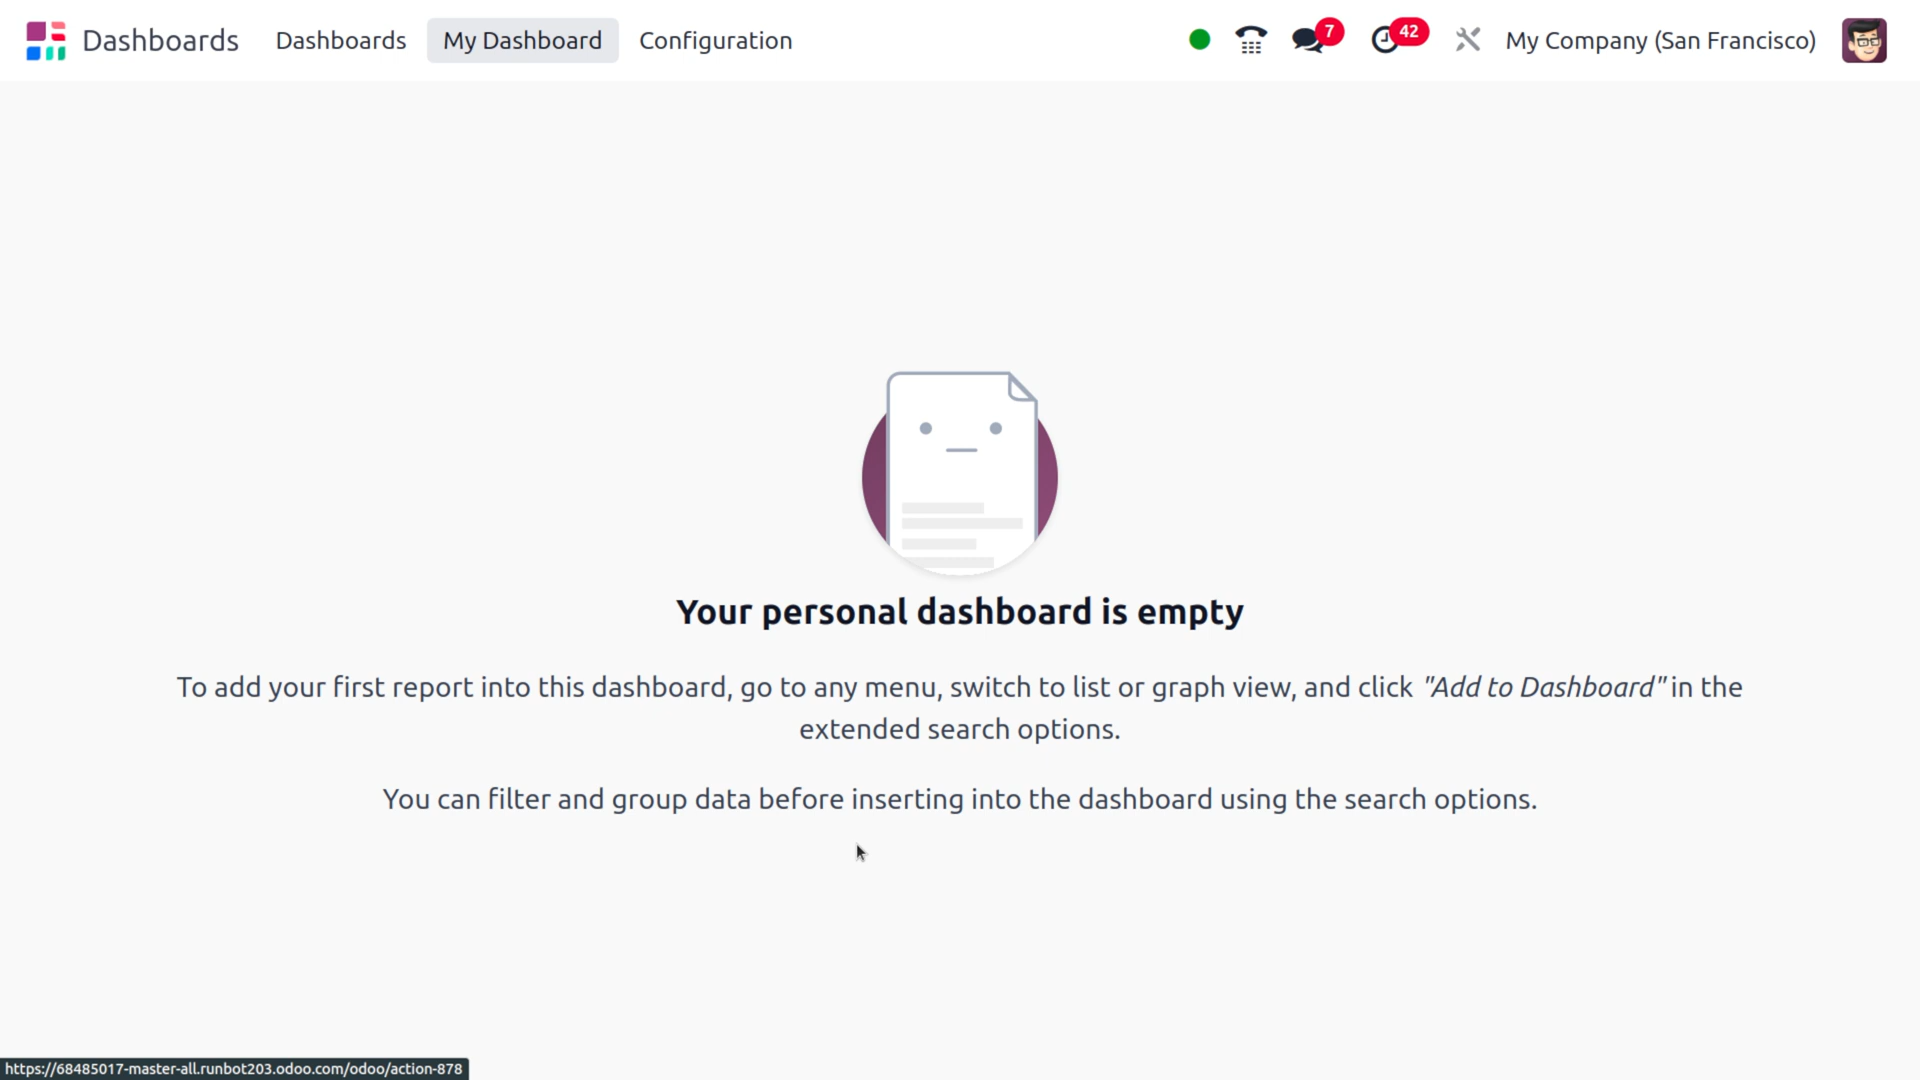 Dashboards Dashboards My Dashboard Configuration 7 42 My Company (San Francisco)
Your personal dashboard is empty
To add your first report into this dashboard, go to any menu, switch to list or graph view, and click "Add to Dashboard" in the
extended search options.
You can filter and group data before inserting into the dashboard using the search options.
https://68485017-master-all.runbot203.odoo.com/odoo/action-878